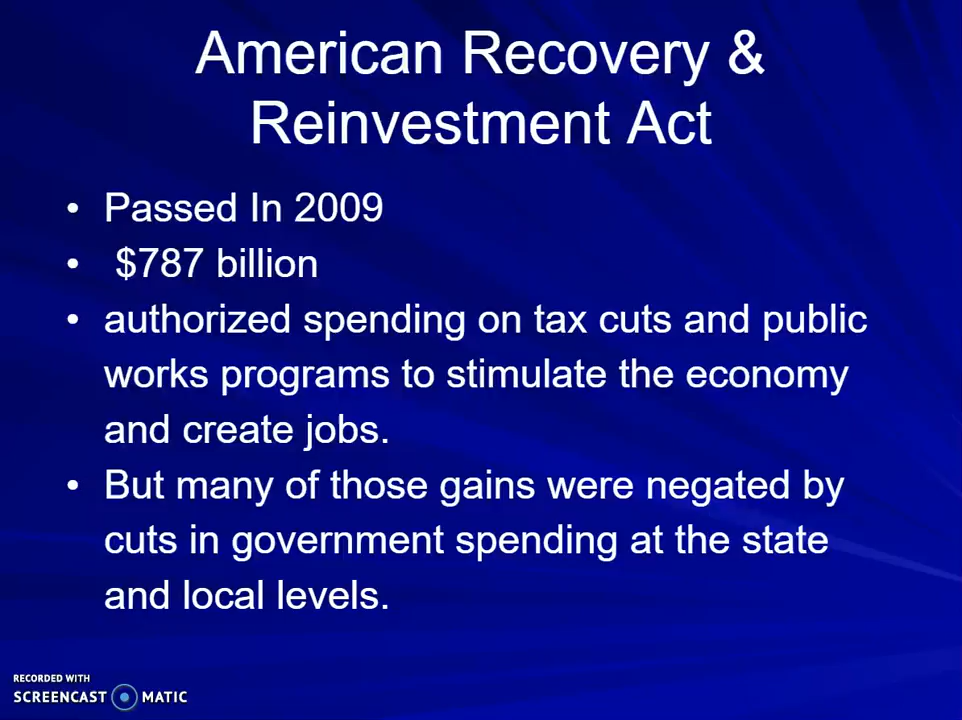 American Recovery &
Reinvestment Act
• Passed In 2009
• $787 billion
• authorized spending on tax cuts and public
works programs to stimulate the economy
and create jobs.
• But many of those gains were negated by
cuts in government spending at the state
and local levels.
RECORDED WITH
SCREENCAST MATIC